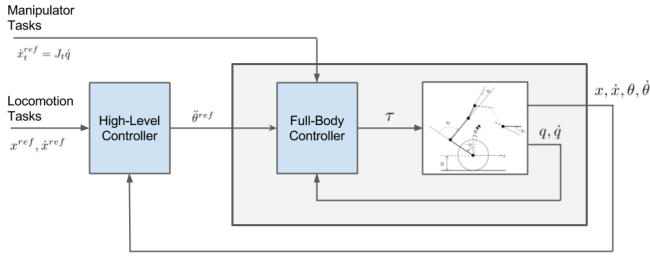 Manipulator
Tasks
ẋ_t^{ref} = J_t q̇
Locomotion
Tasks
x^{ref}, ẋ^{ref}
High-Level
Controller
θ̈^{ref}
Full-Body
Controller
τ
x, ẋ, θ, θ̇
q, q̇